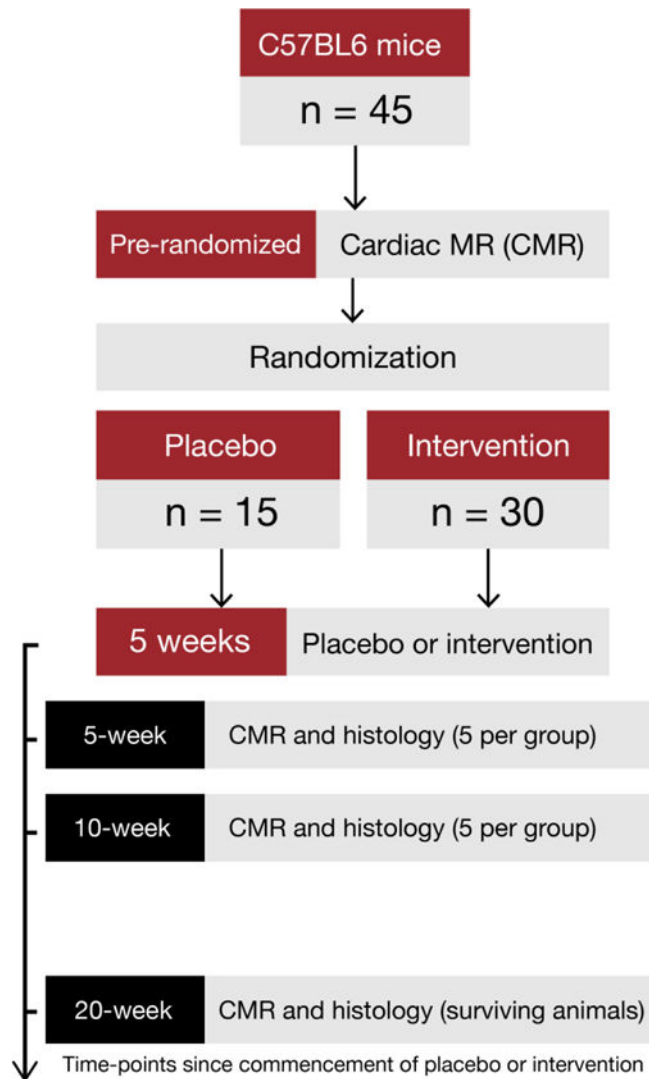 C57BL6 mice
n = 45
Pre-randomized
Cardiac MR (CMR)
Randomization
Placebo
Intervention
n = 15
n = 30
5 weeks
Placebo or intervention
5-week
CMR and histology (5 per group)
10-week
CMR and histology (5 per group)
20-week
CMR and histology (surviving animals)
Time-points since commencement of placebo or intervention